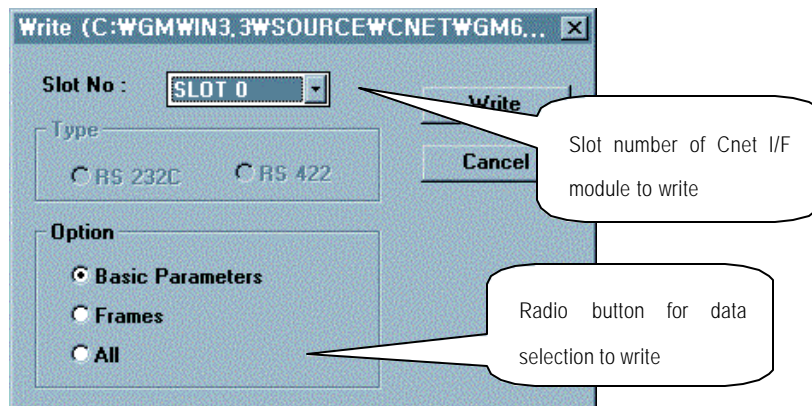 Write (C:₩GMWIN3.3₩SOURCE₩CNET₩GM6... 
Slot No : SLOT 0
Write
Type
RS 232C RS 422
Cancel
Slot number of Cnet I/F
module to write
Option
Basic Parameters
Frames
All
Radio button for data
selection to write